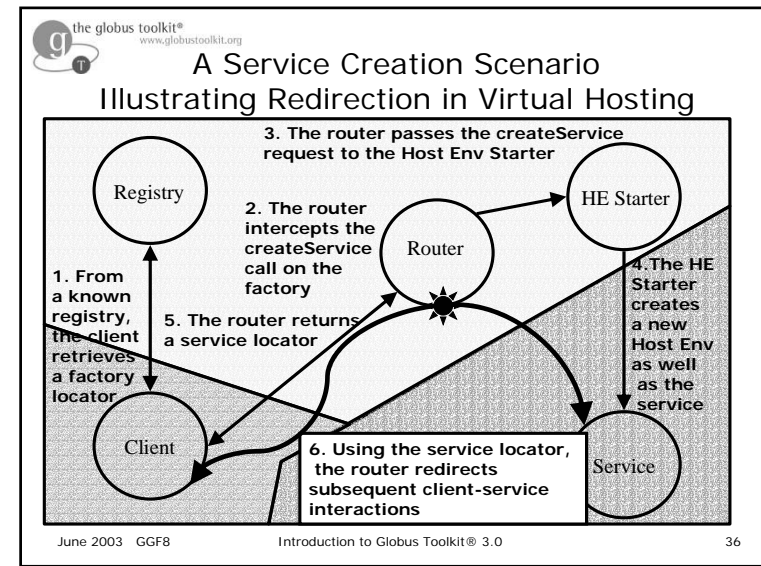 the globus toolkit®
www.globustoolkit.org
g
T
A Service Creation Scenario
Illustrating Redirection in Virtual Hosting
3. The router passes the createService
request to the Host Env Starter
Registry
HE Starter
2. The router
intercepts the
createService
call on the
factory
Router
1. From
a known
registry,
the client
retrieves
a factory
locator
4.The HE
Starter
creates
a new
Host Env
as well
as the
service
5. The router returns
a service locator
Client
6. Using the service locator,
the router redirects
subsequent client-service
interactions
Service
June 2003 GGF8
Introduction to Globus Toolkit® 3.0
36